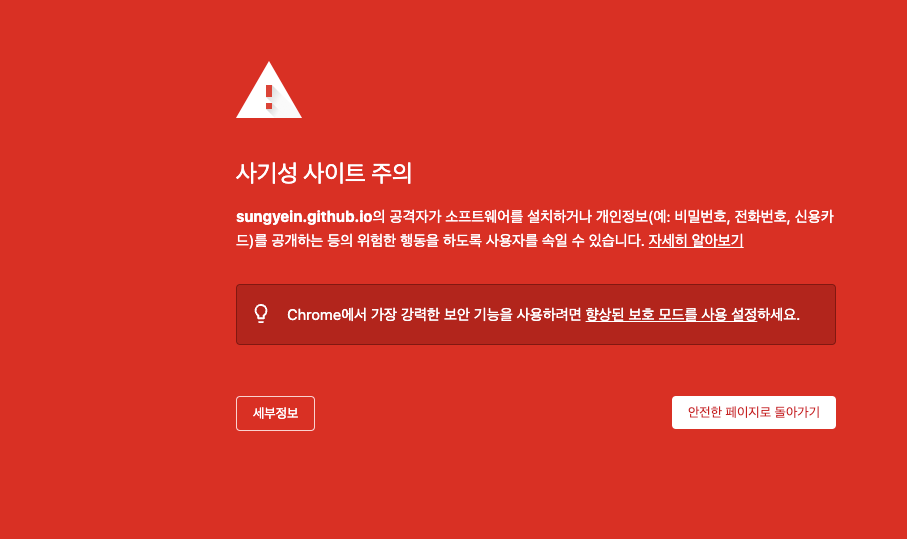 사기성 사이트 주의
sungyein.github.io의 공격자가 소프트웨어를 설치하거나 개인정보(예: 비밀번호, 전화번호, 신용카
드)를 공개하는 등의 위험한 행동을 하도록 사용자를 속일 수 있습니다. 자세히 알아보기
Chrome에서 가장 강력한 보안 기능을 사용하려면 향상된 보호 모드를 사용 설정하세요.
세부정보
안전한 페이지로 돌아가기